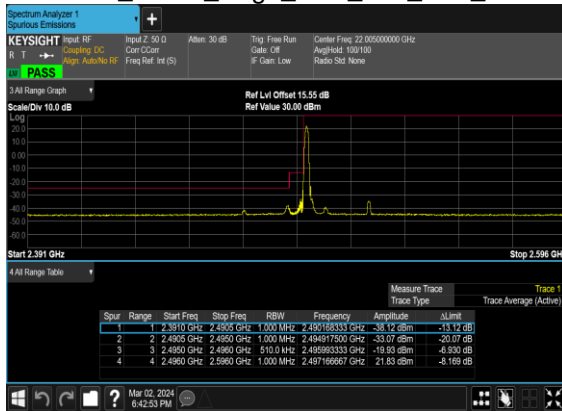 Spectrum Analyzer 1
Spurious Emissions
+
KEYSIGHT Input: RF Input Z: 50 Ω Atten: 30 dB Trig: Free Run Center Freq: 22.005000000 GHz
R T Coupling: DC Corr CCorr Gate: Off Avg|Hold: 100/100
Align: Auto/No RF Freq Ref: Int (S) IF Gain: Low Radio Std: None
PASS
3 All Range Graph Ref Lvl Offset 15.55 dB
Scale/Div 10.0 dB Ref Value 30.00 dBm
Log
20.0
10.0
0.00
-10.0
-20.0
-30.0
-40.0
-50.0
-60.0
Start 2.391 GHz Stop 2.596 GH
4 All Range Table
Measure Trace Trace 1
Trace Type Trace Average (Active)
Spur Range Start Freq Stop Freq RBW Frequency Amplitude ΔLimit
1 1 2.3910 GHz 2.4905 GHz 1.000 MHz 2.490168333 GHz -38.12 dBm -13.12 dB
2 2 2.4905 GHz 2.4950 GHz 1.000 MHz 2.494917500 GHz -33.07 dBm -20.07 dB
3 3 2.4950 GHz 2.4960 GHz 510.0 kHz 2.495993333 GHz -19.93 dBm -6.930 dB
4 4 2.4960 GHz 2.5960 GHz 1.000 MHz 2.497166667 GHz 21.83 dBm -8.169 dB
? Mar 02, 2024
6:42:53 PM